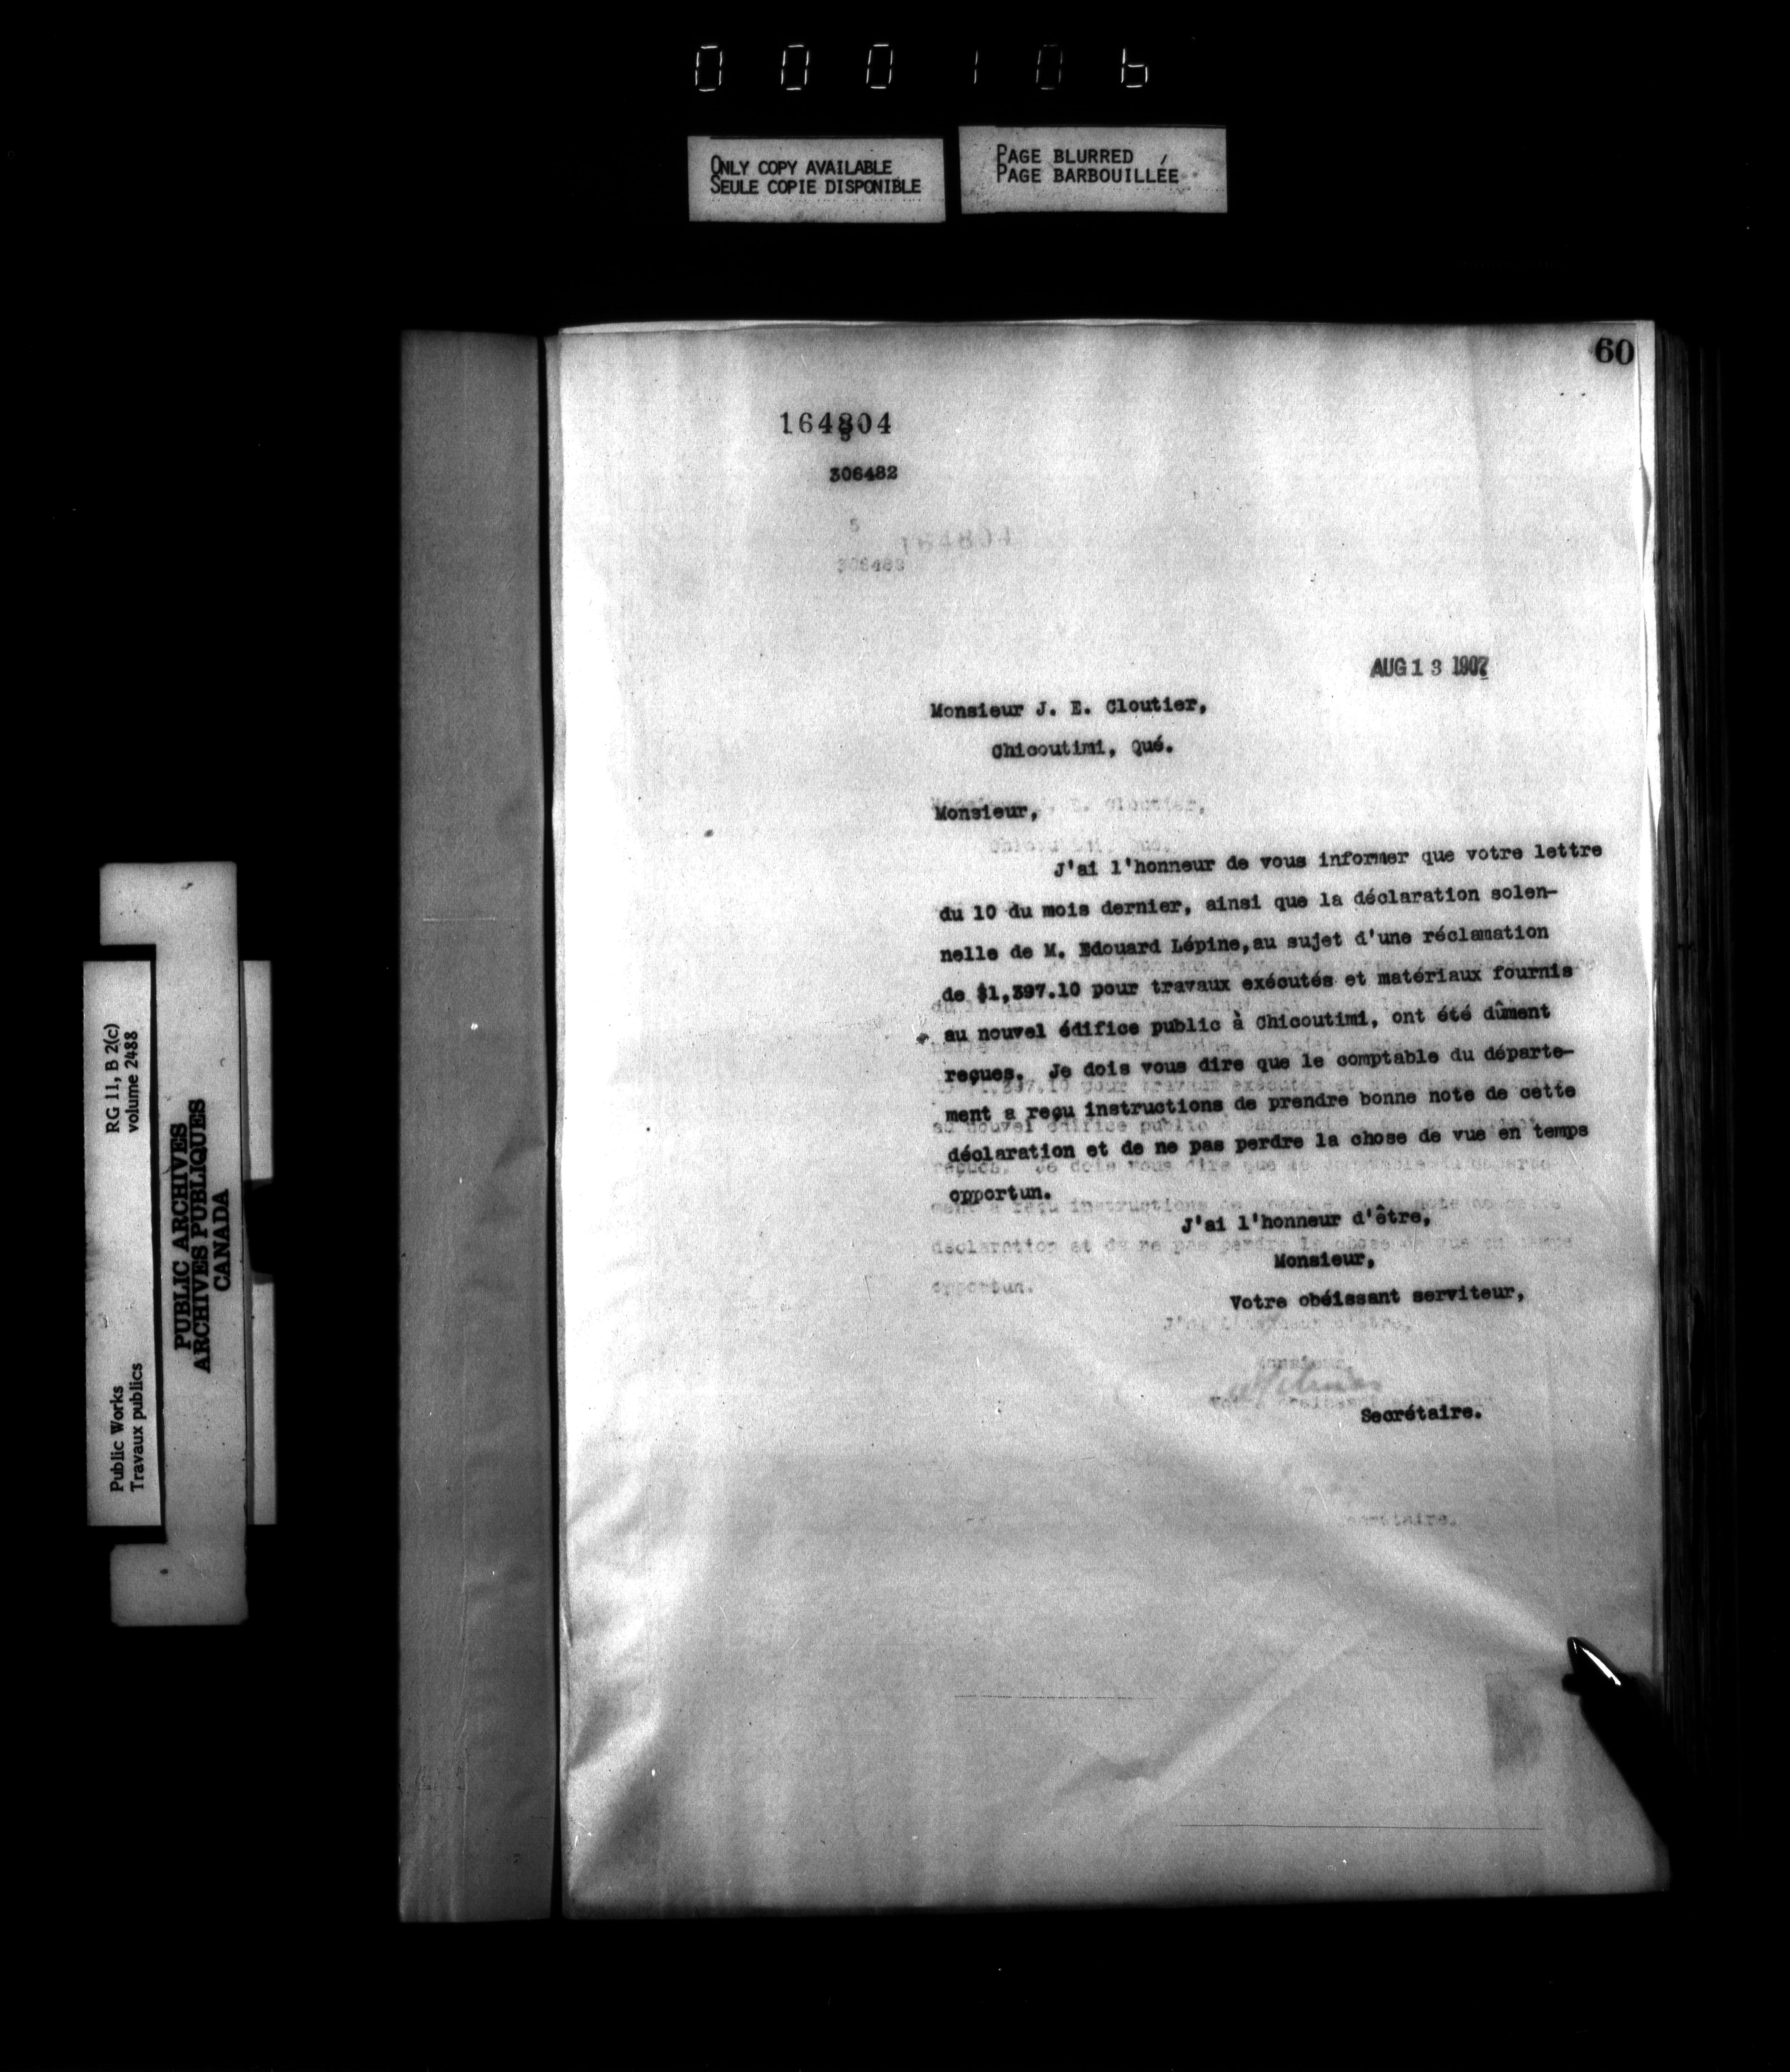 000106
ONLY COPY AVAILABLE
SEULE COPIE DISPONIBLE
PAGE BLURRED
PAGE BARBOUILLÉE
60
164804
5
306482
5
164804
306482
AUG 13 1907
Monsieur J. E. Cloutier,
Chicoutimi, Qué.
Monsieur,
J'ai l'honneur de vous informer que votre lettre
du 10 du mois dernier, ainsi que la déclaration solen-
nelle de M. Edouard Lépine,au sujet d'une réclamation
de $1,397.10 pour travaux exécutés et matériaux fournis
au nouvel édifice public à Chicoutimi, ont été dûment
reçues. Je dois vous dire que le comptable du départe-
ment a reçu instructions de prendre bonne note de cette
déclaration et de ne pas perdre la chose de vue en temps
opportun.
J'ai l'honneur d'être,
Monsieur,
Votre obéissant serviteur,
Secrétaire.
RG 11, B 2(c)
volume 2488
Public Works
Travaux publics
PUBLIC ARCHIVES
ARCHIVES PUBLIQUES
CANADA